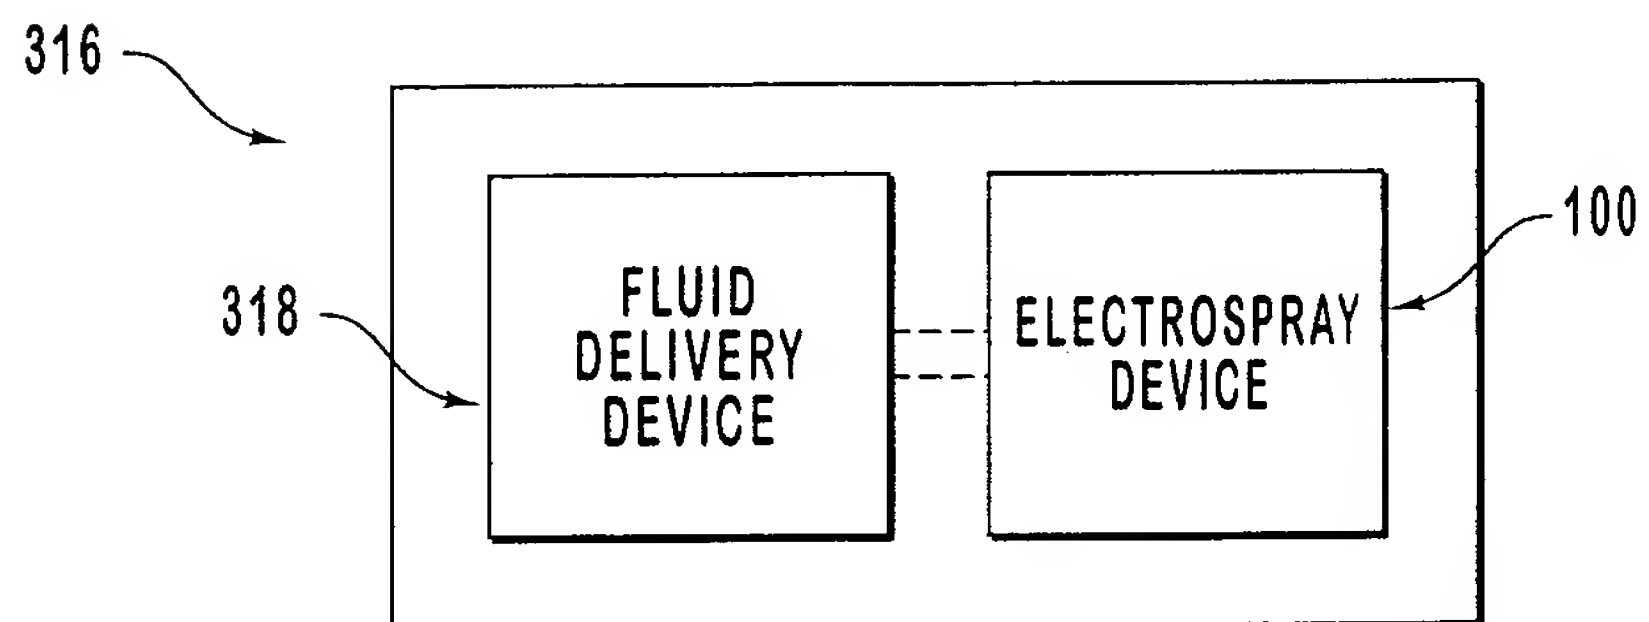 316
100
318
FLUID
DELIVERY
DEVICE
ELECTROSPRAY
DEVICE